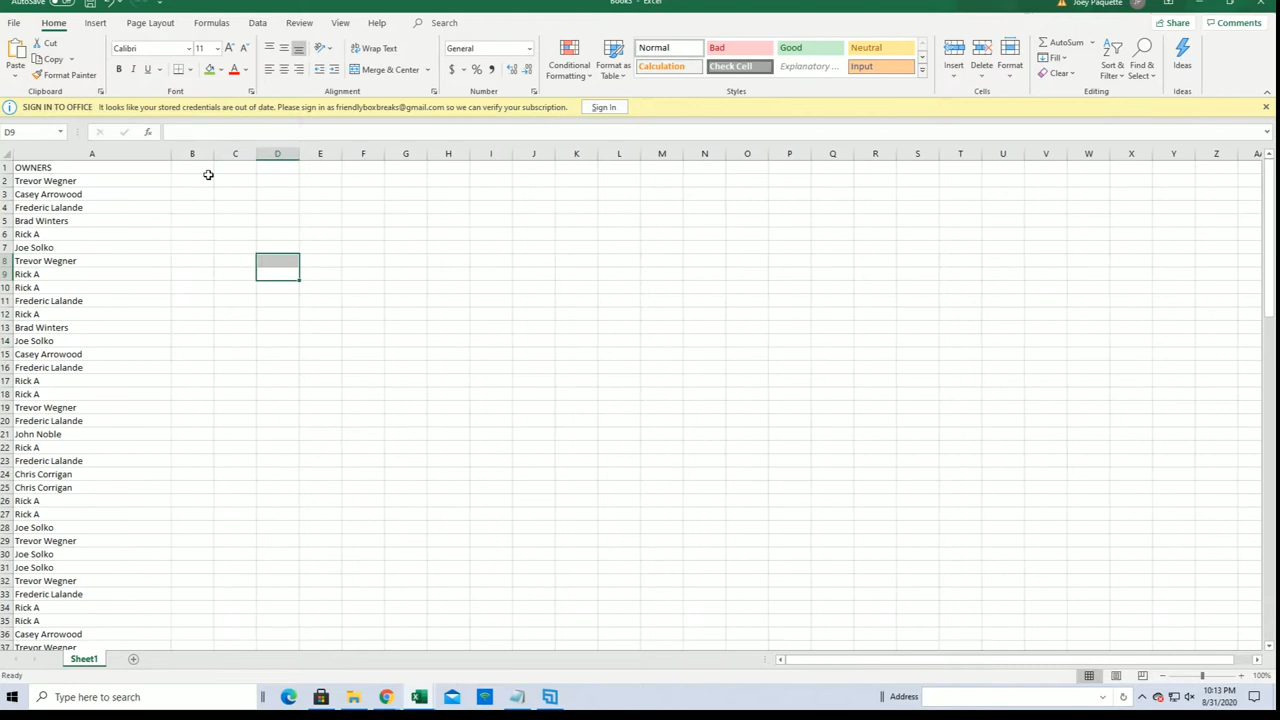 AutoSave Off Book5 - Excel Joey Paquette JP
File Home Insert Page Layout Formulas Data Review View Help Search Share Comments
Paste Cut Copy Format Painter Clipboard
Calibri 11 Font
Wrap Text Merge & Center Alignment
General Number
Conditional Formatting Format as Table
Normal Bad Good Neutral
Calculation Check Cell Explanatory ... Input
Styles
Insert Delete Format Cells
AutoSum Fill Clear Sort & Filter Find & Select Editing
Ideas Ideas
SIGN IN TO OFFICE It looks like your stored credentials are out of date. Please sign in as friendlyboxbreaks@gmail.com so we can verify your subscription. Sign In
D9 fx
A B C D E F G H I J K L M N O P Q R S T U V W X Y Z AA
1 OWNERS
2 Trevor Wegner
3 Casey Arrowood
4 Frederic Lalande
5 Brad Winters
6 Rick A
7 Joe Solko
8 Trevor Wegner
9 Rick A
10 Rick A
11 Frederic Lalande
12 Rick A
13 Brad Winters
14 Joe Solko
15 Casey Arrowood
16 Frederic Lalande
17 Rick A
18 Rick A
19 Trevor Wegner
20 Frederic Lalande
21 John Noble
22 Rick A
23 Frederic Lalande
24 Chris Corrigan
25 Chris Corrigan
26 Rick A
27 Rick A
28 Joe Solko
29 Trevor Wegner
30 Joe Solko
31 Joe Solko
32 Trevor Wegner
33 Frederic Lalande
34 Rick A
35 Rick A
36 Casey Arrowood
37 Trevor Wegner
Sheet1
Ready 100%
Type here to search Address 10:13 PM
8/31/2020